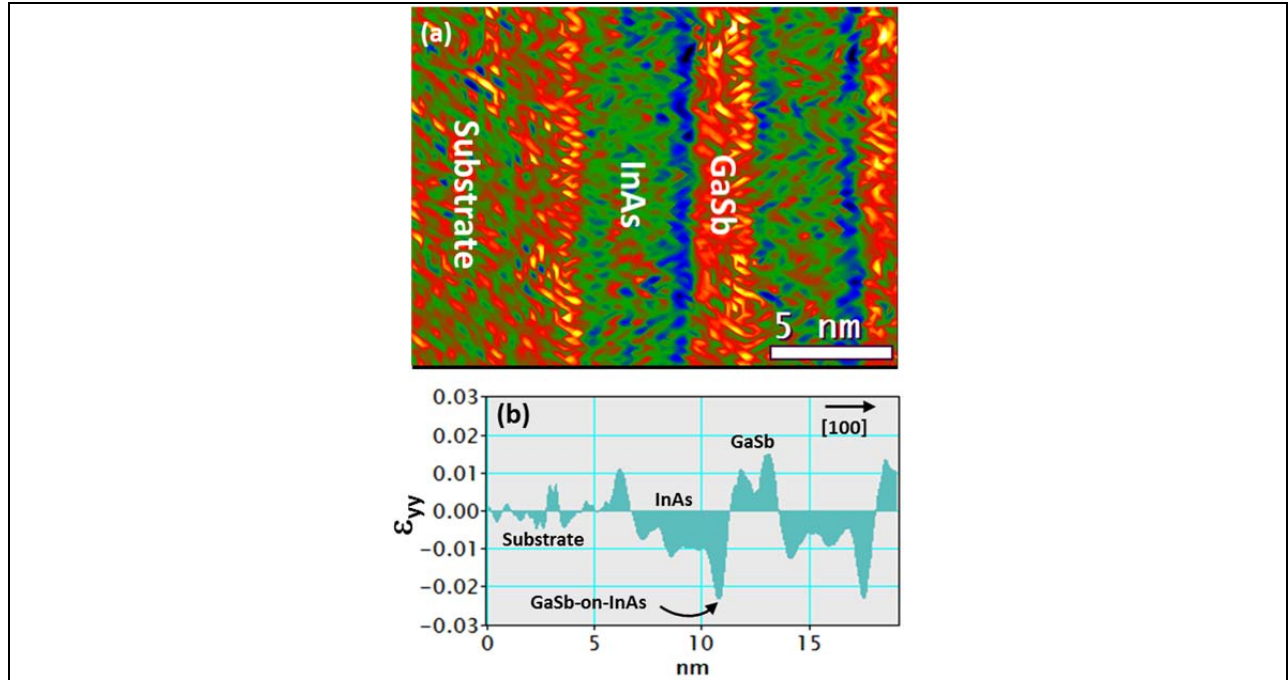 (a)
Substrate
InAs
GaSb
5 nm
(b)
[100]
GaSb
InAs
Substrate
GaSb-on-InAs
εyy
0.03
0.02
0.01
0.00
-0.01
-0.02
-0.03
0 5 10 15
nm